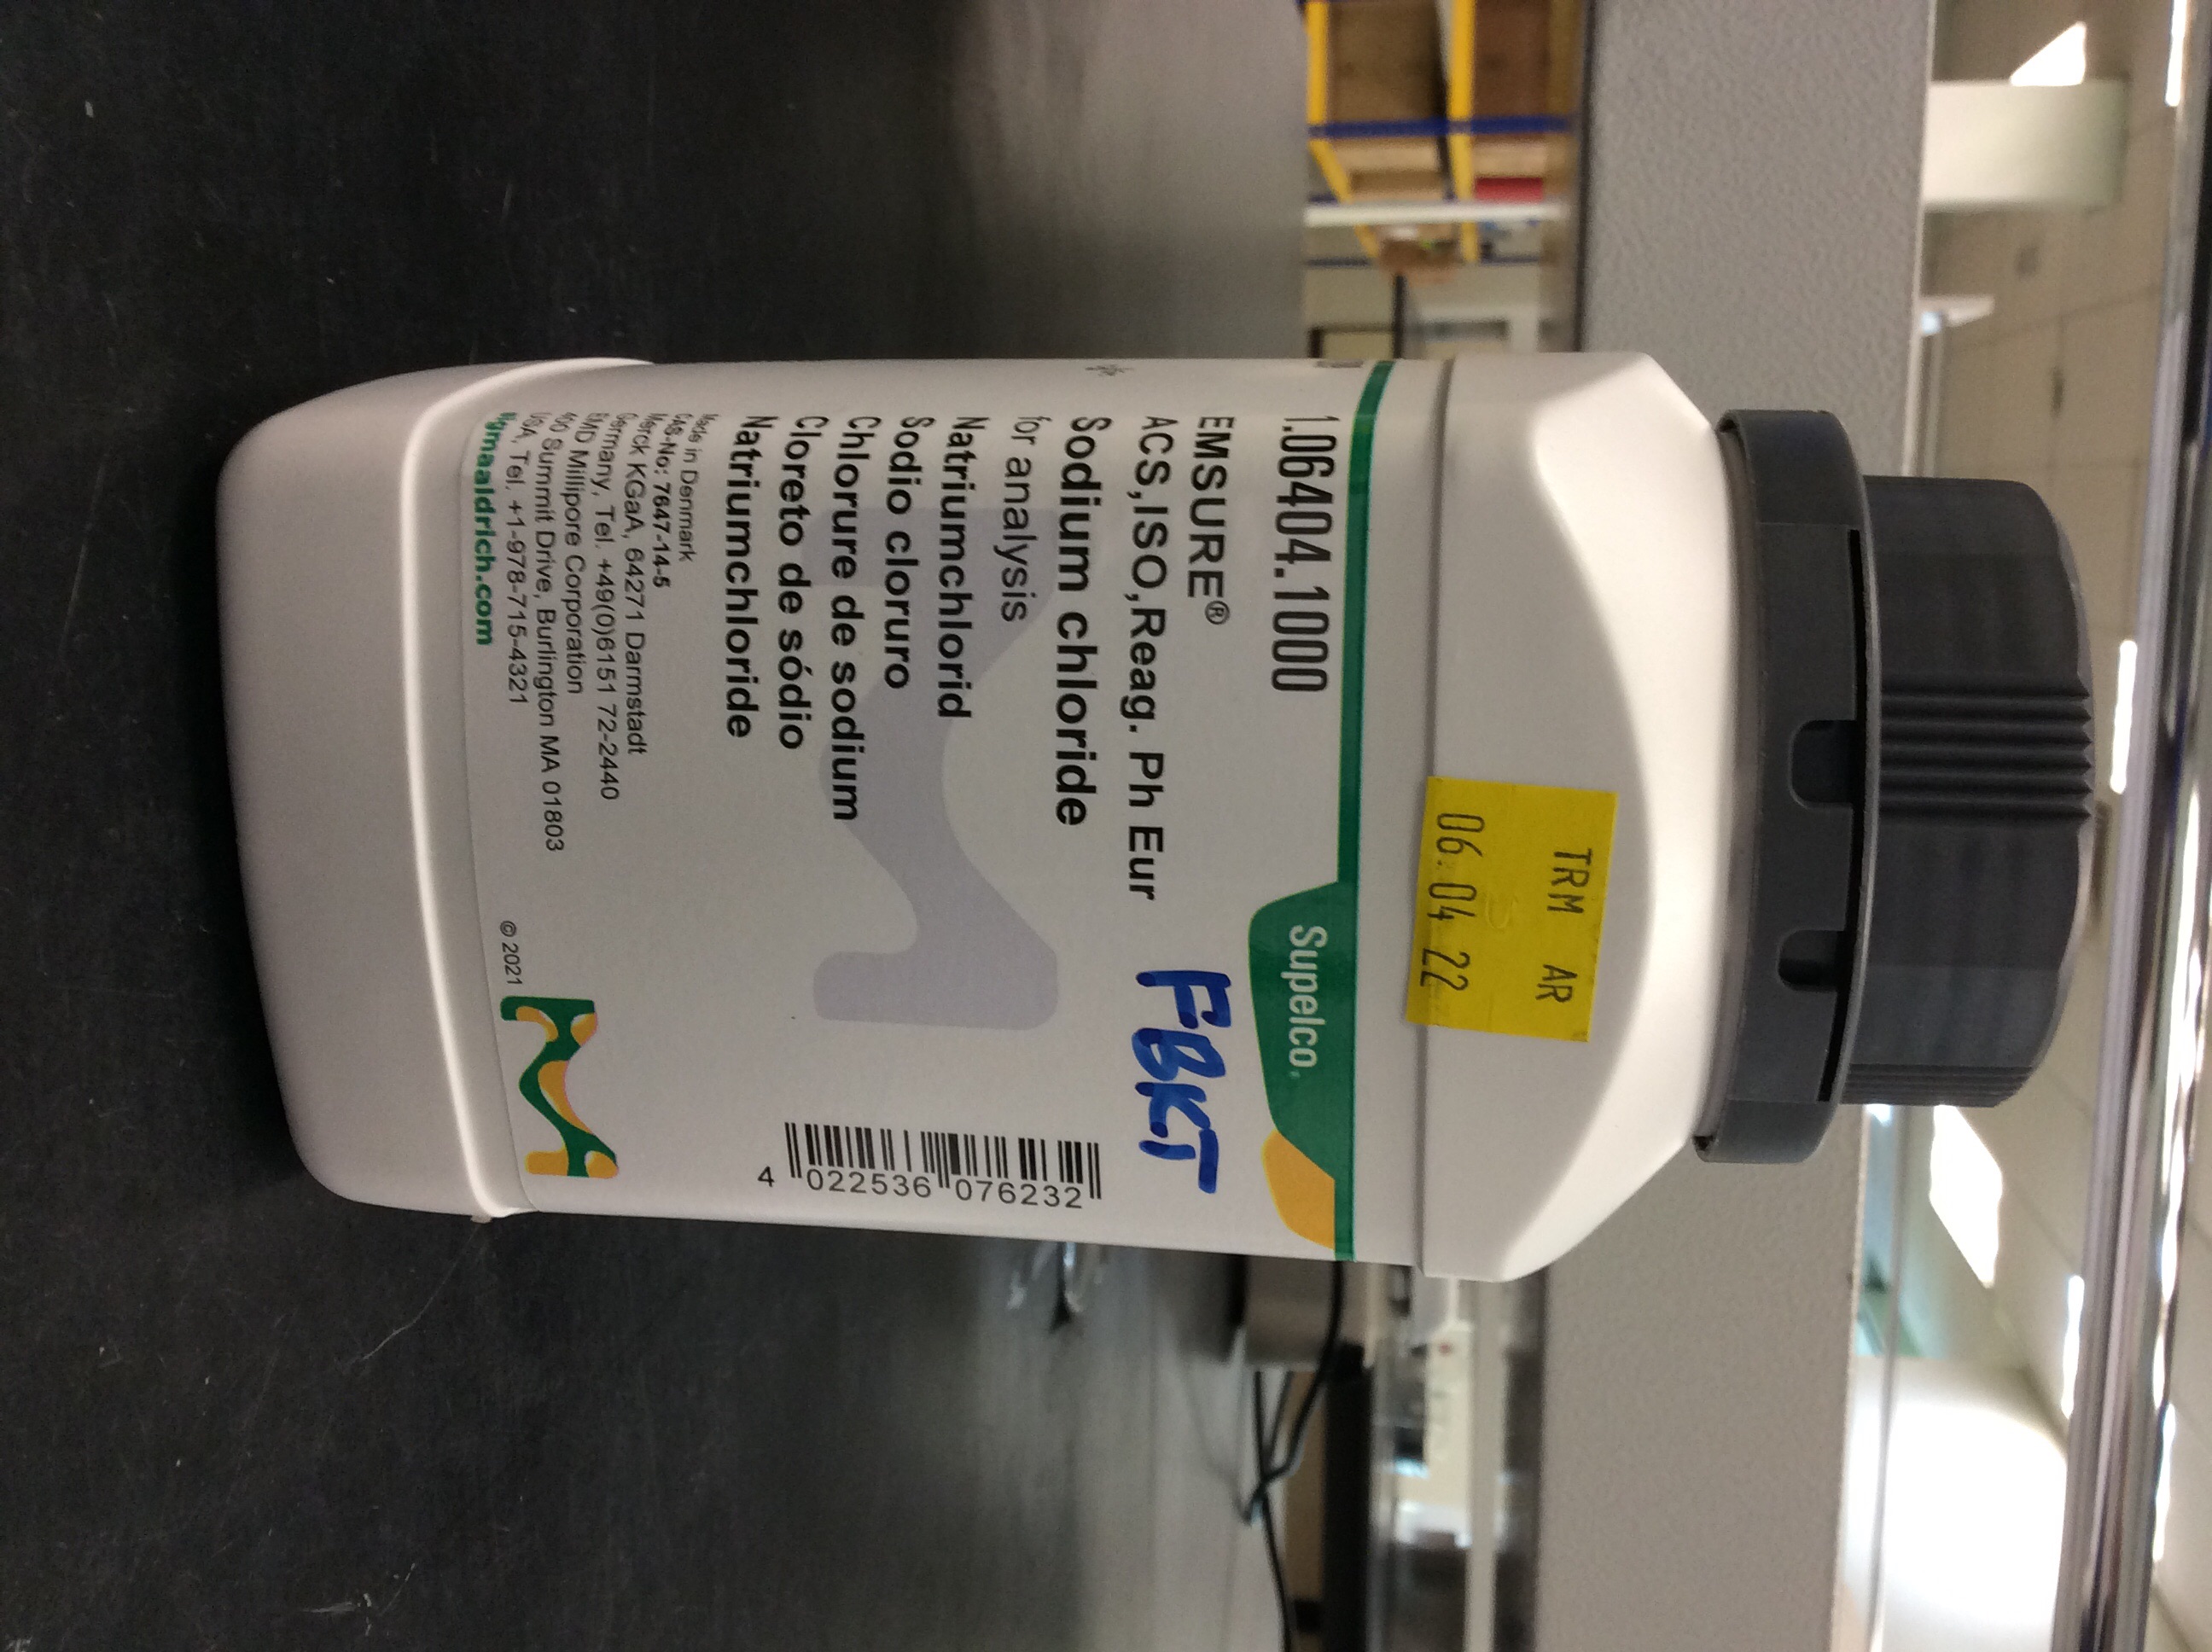 TRM AR
06 04 22
Supelco®
1.06404.1000
EMSURE®
ACS,ISO,Reag. Ph Eur
FBKT
Sodium chloride
for analysis
Natriumchlorid
Sodio cloruro
Chlorure de sodium
Cloreto de sódio
Natriumchloride
4 022536 076232
Made in Denmark
CAS-No: 7647-14-5
Merck KGaA, 64271 Darmstadt
Germany, Tel. +49(0)6151 72-2440
EMD Millipore Corporation
400 Summit Drive, Burlington MA 01803
USA, Tel. +1-978-715-4321
sigmaaldrich.com
© 2021